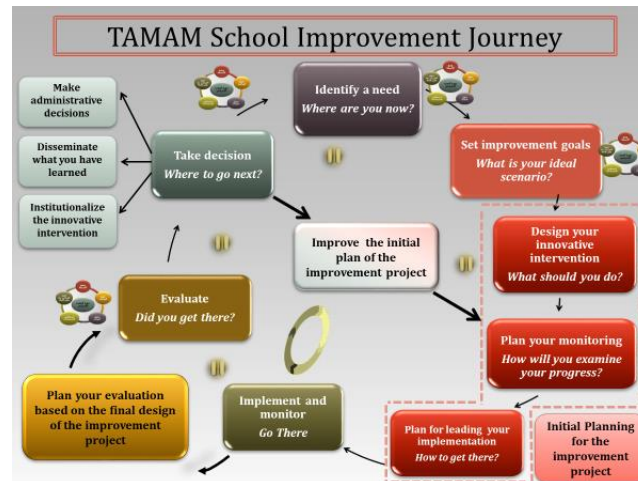 TAMAM School Improvement Journey
Make
administrative
decisions
Disseminate
what you have
learned
Institutionalize
the innovative
intervention
Take decision
Where to go next?
Identify a need
Where are you now?
Set improvement goals
What is your ideal
scenario?
Design your
innovative
intervention
What should you do?
Improve the initial
plan of the
improvement project
Plan your monitoring
How will you examine
your progress?
Evaluate
Did you get there?
Plan your evaluation
based on the final design
of the improvement
project
Implement and
monitor
Go There
Plan for leading your
implementation
How to get there?
Initial Planning
for the
improvement
project